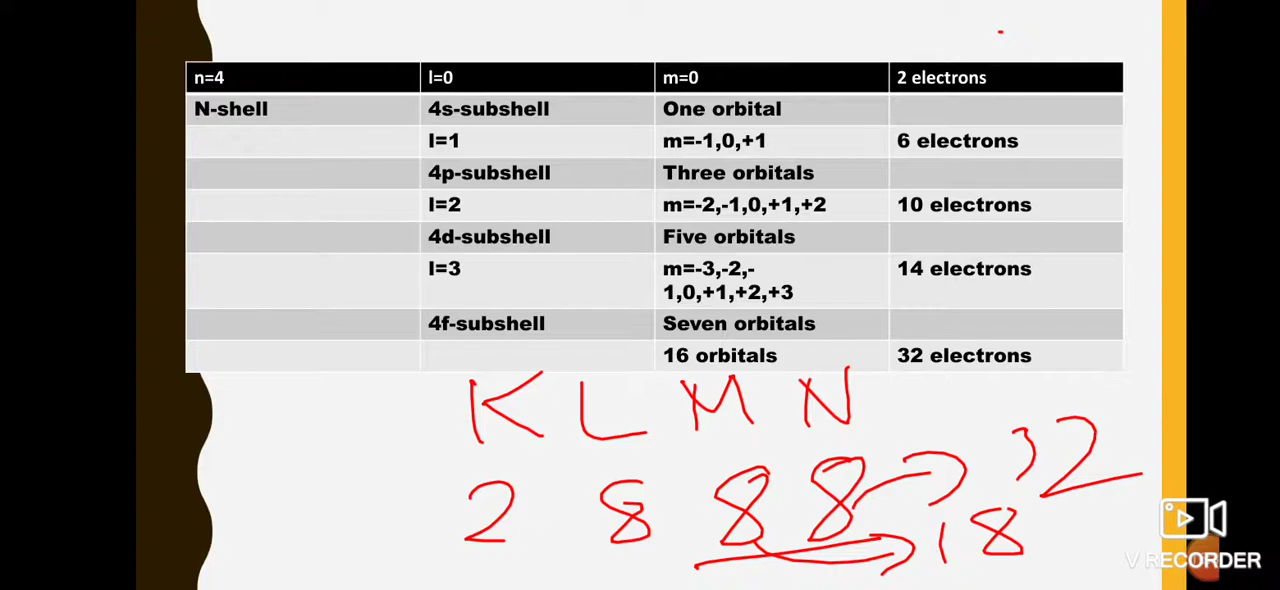 n=4 l=0 m=0 2 electrons
N-shell 4s-subshell One orbital
l=1 m=-1,0,+1 6 electrons
4p-subshell Three orbitals
l=2 m=-2,-1,0,+1,+2 10 electrons
4d-subshell Five orbitals
l=3 m=-3,-2,- 14 electrons
1,0,+1,+2,+3
4f-subshell Seven orbitals
16 orbitals 32 electrons
K L M N
32
2 8 8 8
18
V RECORDER